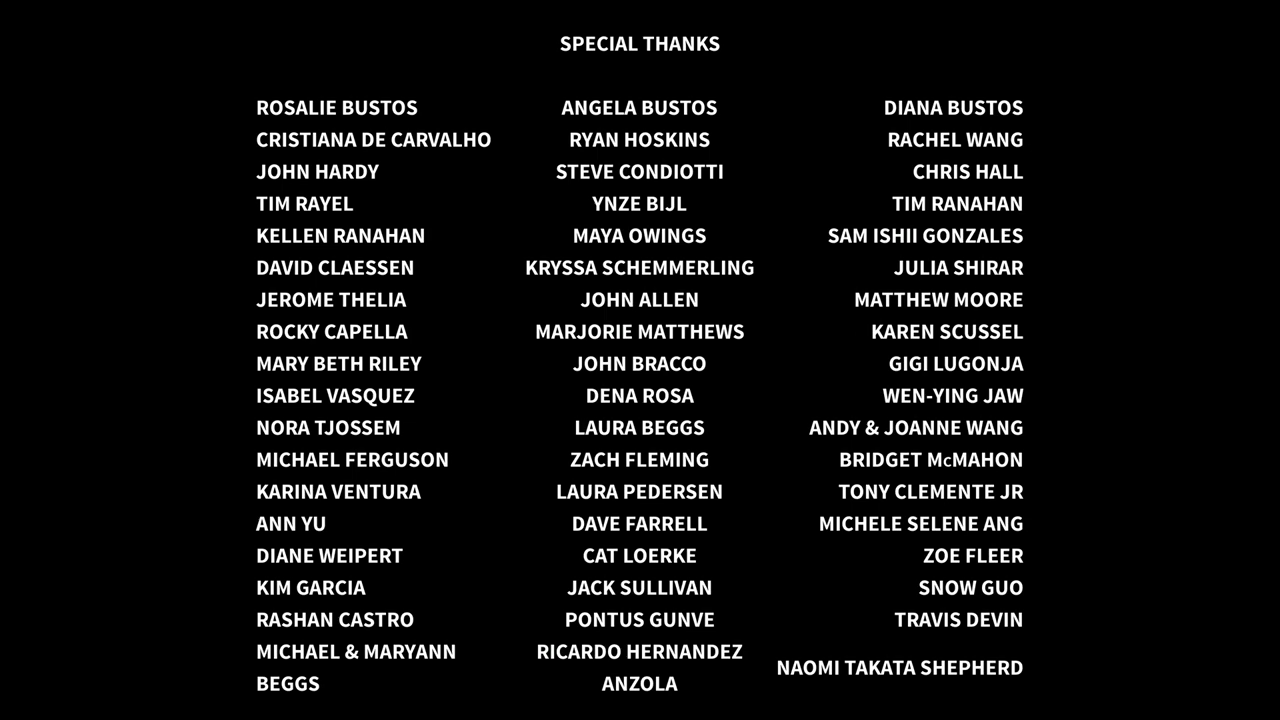 SPECIAL THANKS
ROSALIE BUSTOS ANGELA BUSTOS DIANA BUSTOS
CRISTIANA DE CARVALHO RYAN HOSKINS RACHEL WANG
JOHN HARDY STEVE CONDIOTTI CHRIS HALL
TIM RAYEL YNZE BIJL TIM RANAHAN
KELLEN RANAHAN MAYA OWINGS SAM ISHII GONZALES
DAVID CLAESSEN KRYSSA SCHEMMERLING JULIA SHIRAR
JEROME THELIA JOHN ALLEN MATTHEW MOORE
ROCKY CAPELLA MARJORIE MATTHEWS KAREN SCUSSEL
MARY BETH RILEY JOHN BRACCO GIGI LUGONJA
ISABEL VASQUEZ DENA ROSA WEN-YING JAW
NORA TJOSSEM LAURA BEGGS ANDY & JOANNE WANG
MICHAEL FERGUSON ZACH FLEMING BRIDGET McMAHON
KARINA VENTURA LAURA PEDERSEN TONY CLEMENTE JR
ANN YU DAVE FARRELL MICHELE SELENE ANG
DIANE WEIPERT CAT LOERKE ZOE FLEER
KIM GARCIA JACK SULLIVAN SNOW GUO
RASHAN CASTRO PONTUS GUNVE TRAVIS DEVIN
MICHAEL & MARYANN RICARDO HERNANDEZ
NAOMI TAKATA SHEPHERD
BEGGS ANZOLA